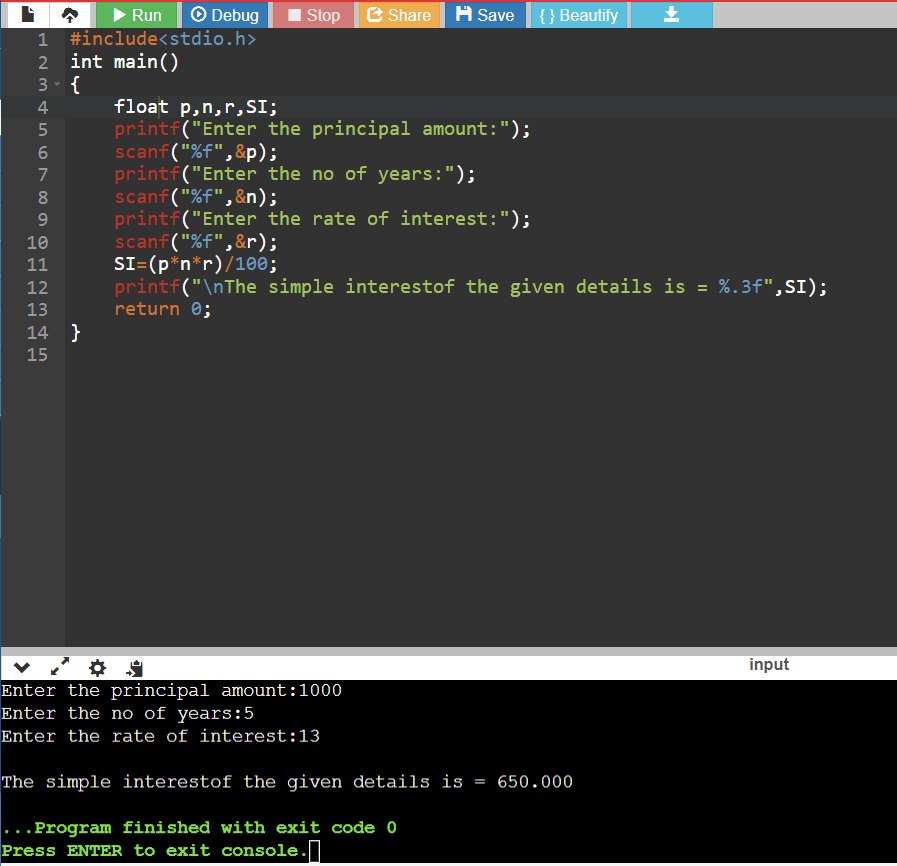 Run Debug Stop Share Save { } Beautify
1 #include<stdio.h>
2 int main()
3 {
4     float p,n,r,SI;
5     printf("Enter the principal amount:");
6     scanf("%f",&p);
7     printf("Enter the no of years:");
8     scanf("%f",&n);
9     printf("Enter the rate of interest:");
10     scanf("%f",&r);
11     SI=(p*n*r)/100;
12     printf("\nThe simple interestof the given details is = %.3f",SI);
13     return 0;
14 }
15
input
Enter the principal amount:1000
Enter the no of years:5
Enter the rate of interest:13
The simple interestof the given details is = 650.000
...Program finished with exit code 0
Press ENTER to exit console.